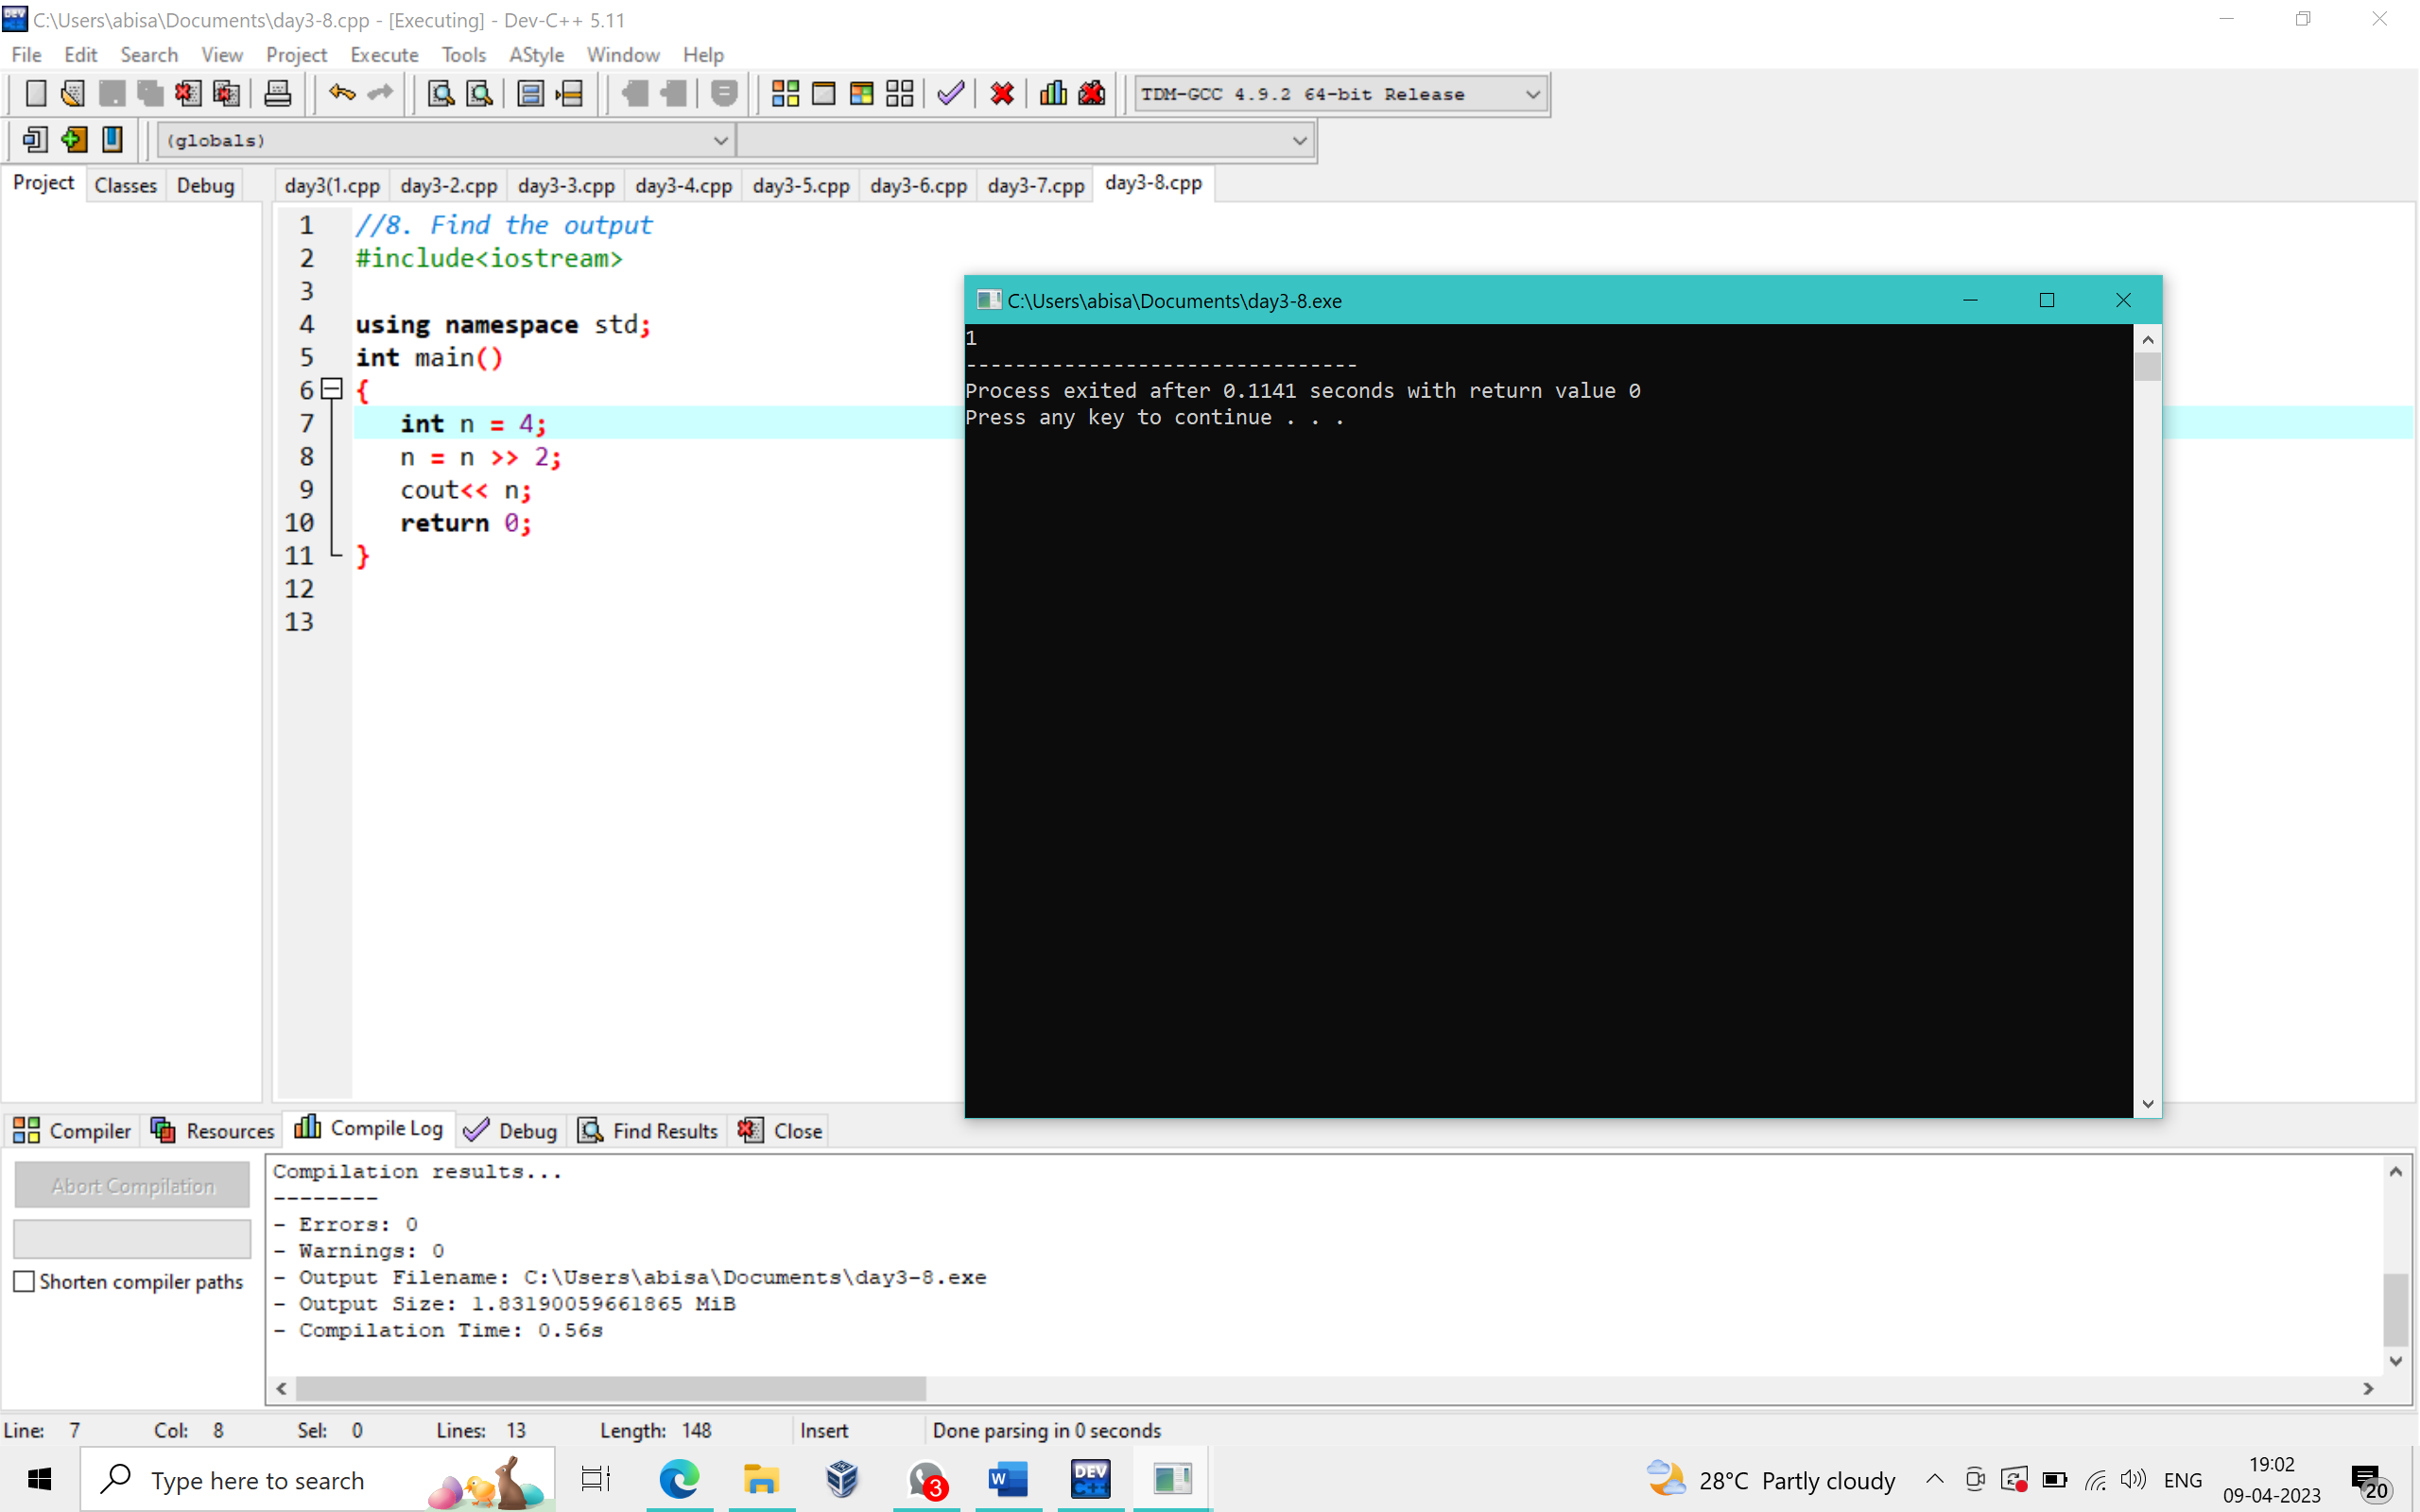 C:\Users\abisa\Documents\day3-8.cpp - [Executing] - Dev-C++ 5.11
File Edit Search View Project Execute Tools AStyle Window Help
TDM-GCC 4.9.2 64-bit Release
(globals)
Project Classes Debug
day3(1.cpp day3-2.cpp day3-3.cpp day3-4.cpp day3-5.cpp day3-6.cpp day3-7.cpp day3-8.cpp
1 //8. Find the output
2 #include<iostream>
3
4 using namespace std;
5 int main()
6 {
7 int n = 4;
8 n = n >> 2;
9 cout<< n;
10 return 0;
11 }
12
13
C:\Users\abisa\Documents\day3-8.exe
1
--------------------------------
Process exited after 0.1141 seconds with return value 0
Press any key to continue . . .
Compiler Resources Compile Log Debug Find Results Close
Abort Compilation
Shorten compiler paths
Compilation results...
--------
- Errors: 0
- Warnings: 0
- Output Filename: C:\Users\abisa\Documents\day3-8.exe
- Output Size: 1.83190059661865 MiB
- Compilation Time: 0.56s
Line: 7 Col: 8 Sel: 0 Lines: 13 Length: 148 Insert Done parsing in 0 seconds
Type here to search
3
W
DEV C++
28°C Partly cloudy
ENG
19:02
09-04-2023
20